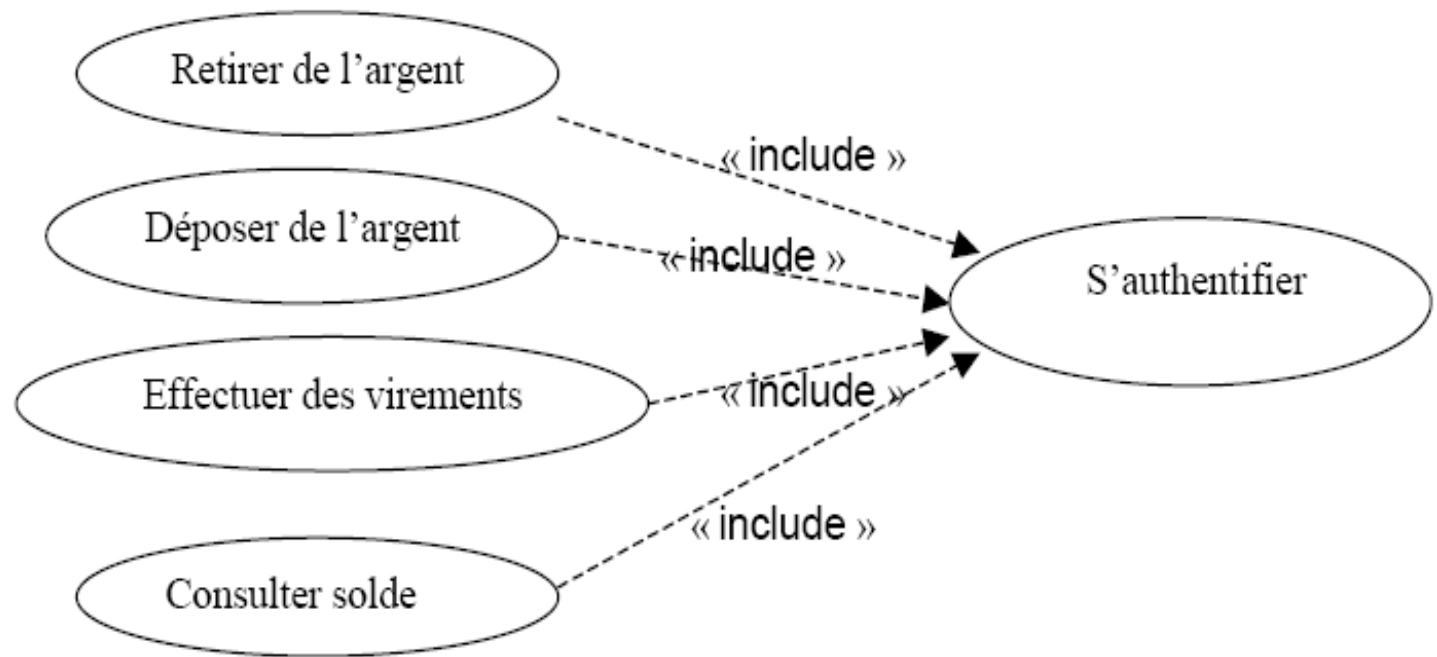 Retirer de l’argent
« include »
Déposer de l’argent
« include »
S’authentifier
Effectuer des virements
« include »
« include »
Consulter solde